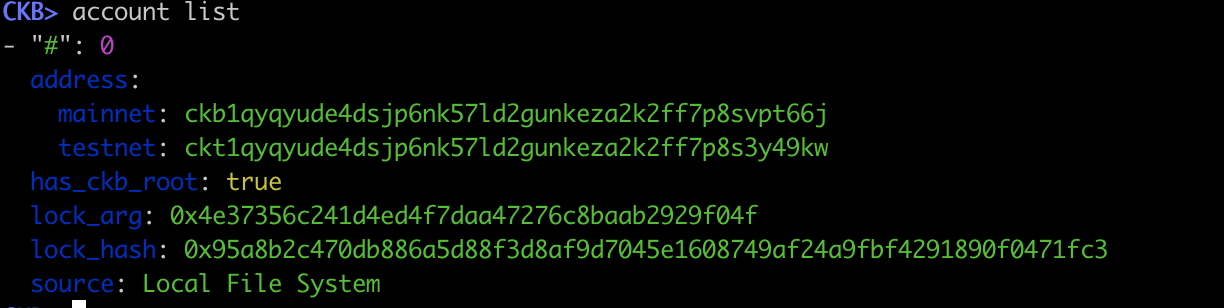 CKB> account list
- "#": 0
  address:
    mainnet: ckb1qyqyude4dsjp6nk57ld2gunkeza2k2ff7p8svpt66j
    testnet: ckt1qyqyude4dsjp6nk57ld2gunkeza2k2ff7p8s3y49kw
  has_ckb_root: true
  lock_arg: 0x4e37356c241d4ed4f7daa47276c8baab2929f04f
  lock_hash: 0x95a8b2c470db886a5d88f3d8af9d7045e1608749af24a9fbf4291890f0471fc3
  source: Local File System